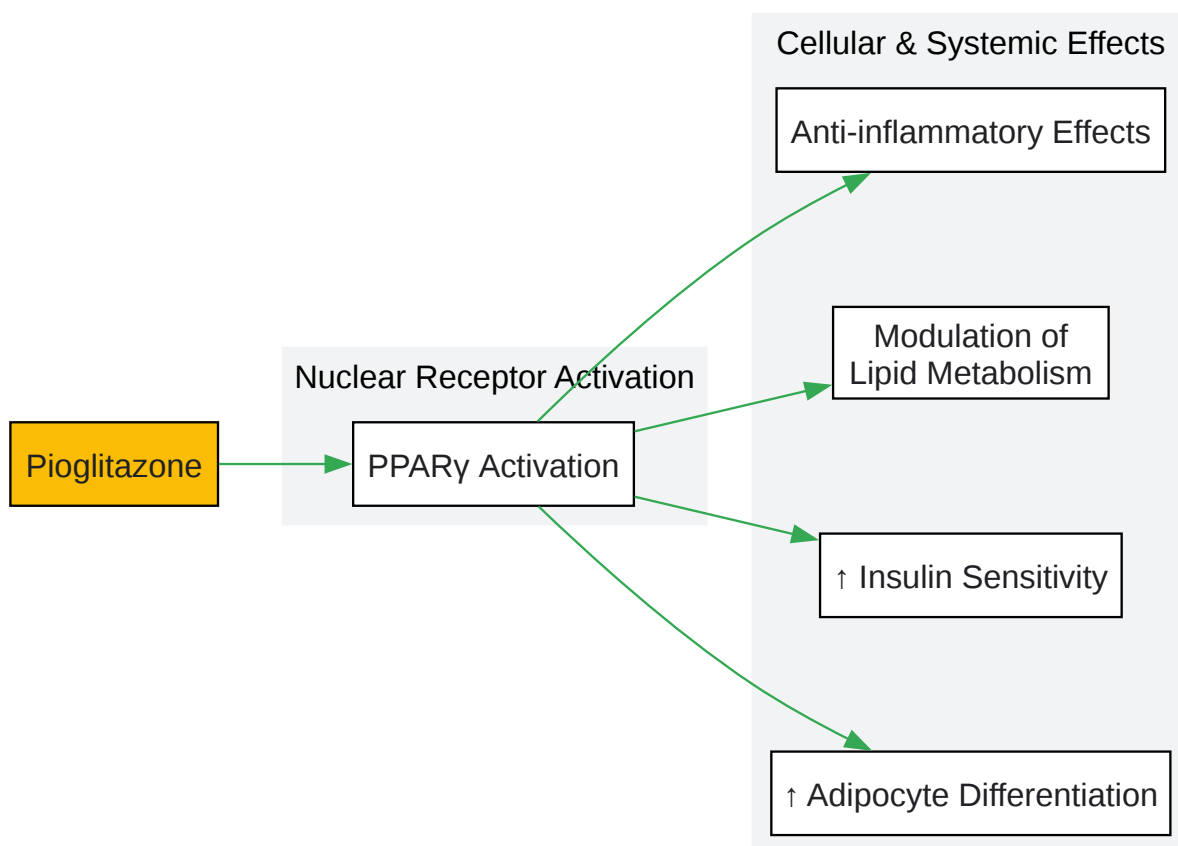 Cellular & Systemic Effects
Anti-inflammatory Effects
Modulation of
Lipid Metabolism
Nuclear Receptor Activation
Pioglitazone
PPARγ Activation
↑ Insulin Sensitivity
↑ Adipocyte Differentiation